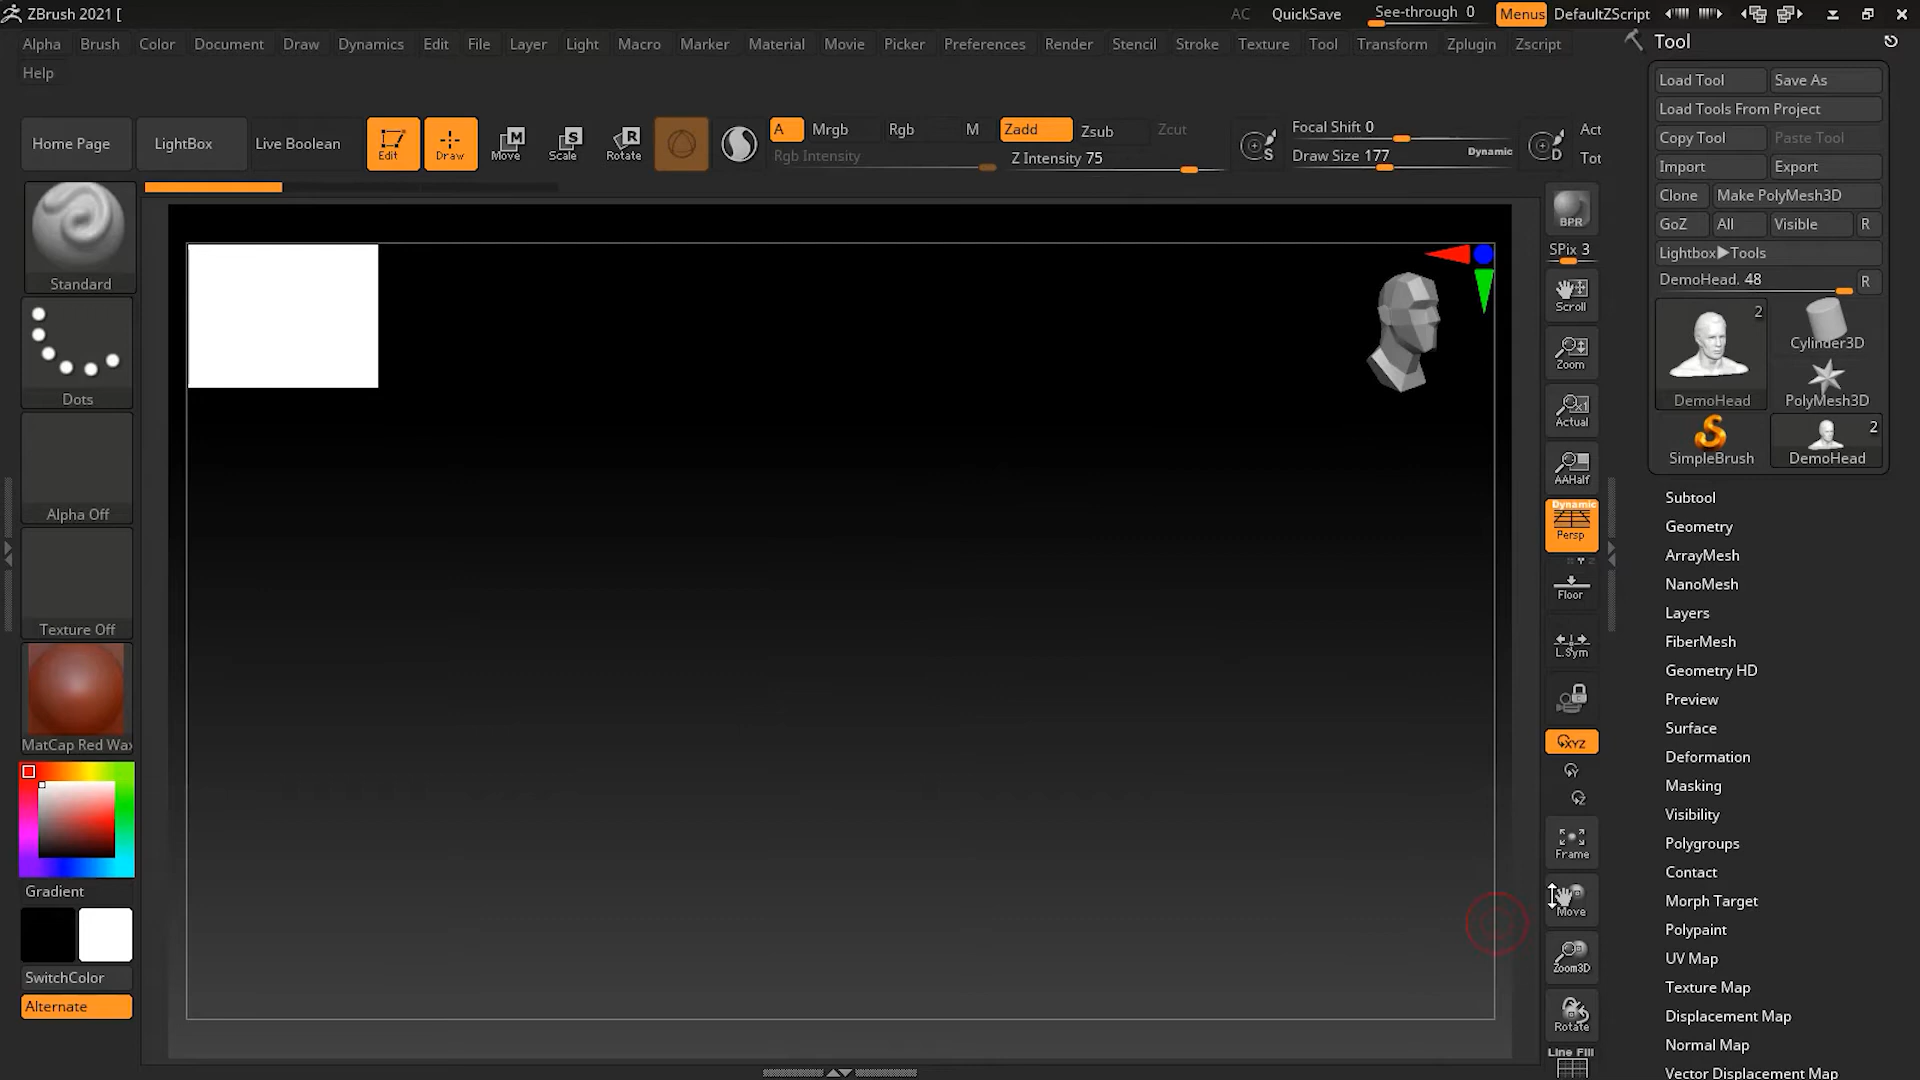 ZBrush 2021 [
AC QuickSave See-through 0 Menus DefaultZScript
Alpha Brush Color Document Draw Dynamics Edit File Layer Light Macro Marker Material Movie Picker Preferences Render Stencil Stroke Texture Tool Transform Zplugin Zscript
Help
Home Page LightBox Live Boolean Edit Draw Move Scale Rotate
M S R
A Mrgb Rgb M Zadd Zsub Zcut
Rgb Intensity Z Intensity 75
S Focal Shift 0
Draw Size 177 Dynamic
D Act
Tot
Standard
Dots
Alpha Off
Texture Off
MatCap Red Wax
Gradient
SwitchColor
Alternate
BPR
SPix 3
Scroll
Zoom
Actual
AAHalf
Dynamic
Persp
Floor
L.Sym
XYZ
Y
Z
Frame
Move
Zoom3D
Rotate
Line Fill
Tool
Load Tool Save As
Load Tools From Project
Copy Tool Paste Tool
Import Export
Clone Make PolyMesh3D
GoZ All Visible R
Lightbox▶Tools
DemoHead. 48 R
2
Cylinder3D
DemoHead PolyMesh3D
2
SimpleBrush DemoHead
Subtool
Geometry
ArrayMesh
NanoMesh
Layers
FiberMesh
Geometry HD
Preview
Surface
Deformation
Masking
Visibility
Polygroups
Contact
Morph Target
Polypaint
UV Map
Texture Map
Displacement Map
Normal Map
Vector Displacement Map